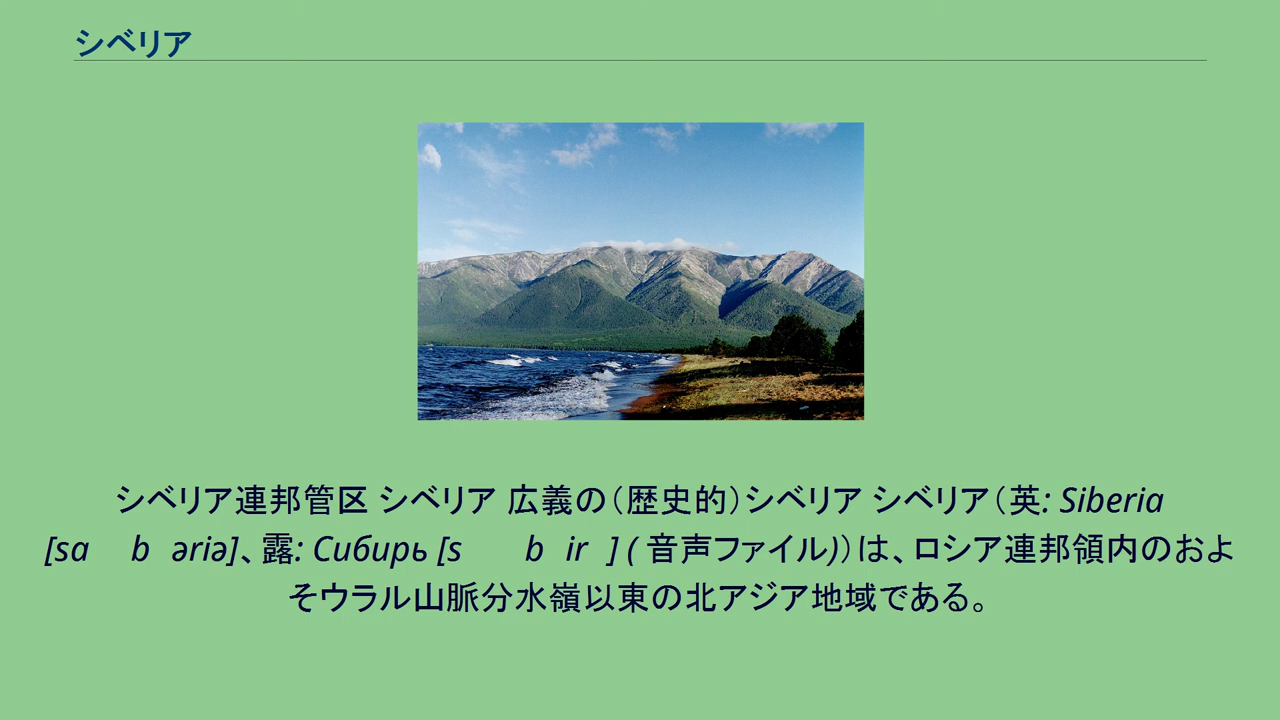 シベリア
シベリア連邦管区 シベリア 広義の（歴史的）シベリア シベリア（英: Siberia
[sa b əriə]、露: Сибирь [s b ir ] ( 音声ファイル)）は、ロシア連邦領内のおよ
そウラル山脈分水嶺以東の北アジア地域である。